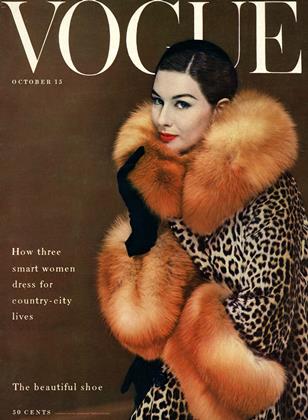 VOGUE
OCTOBER 15
How three
smart women
dress for
country-city
lives
The beautiful shoe
50 CENTS